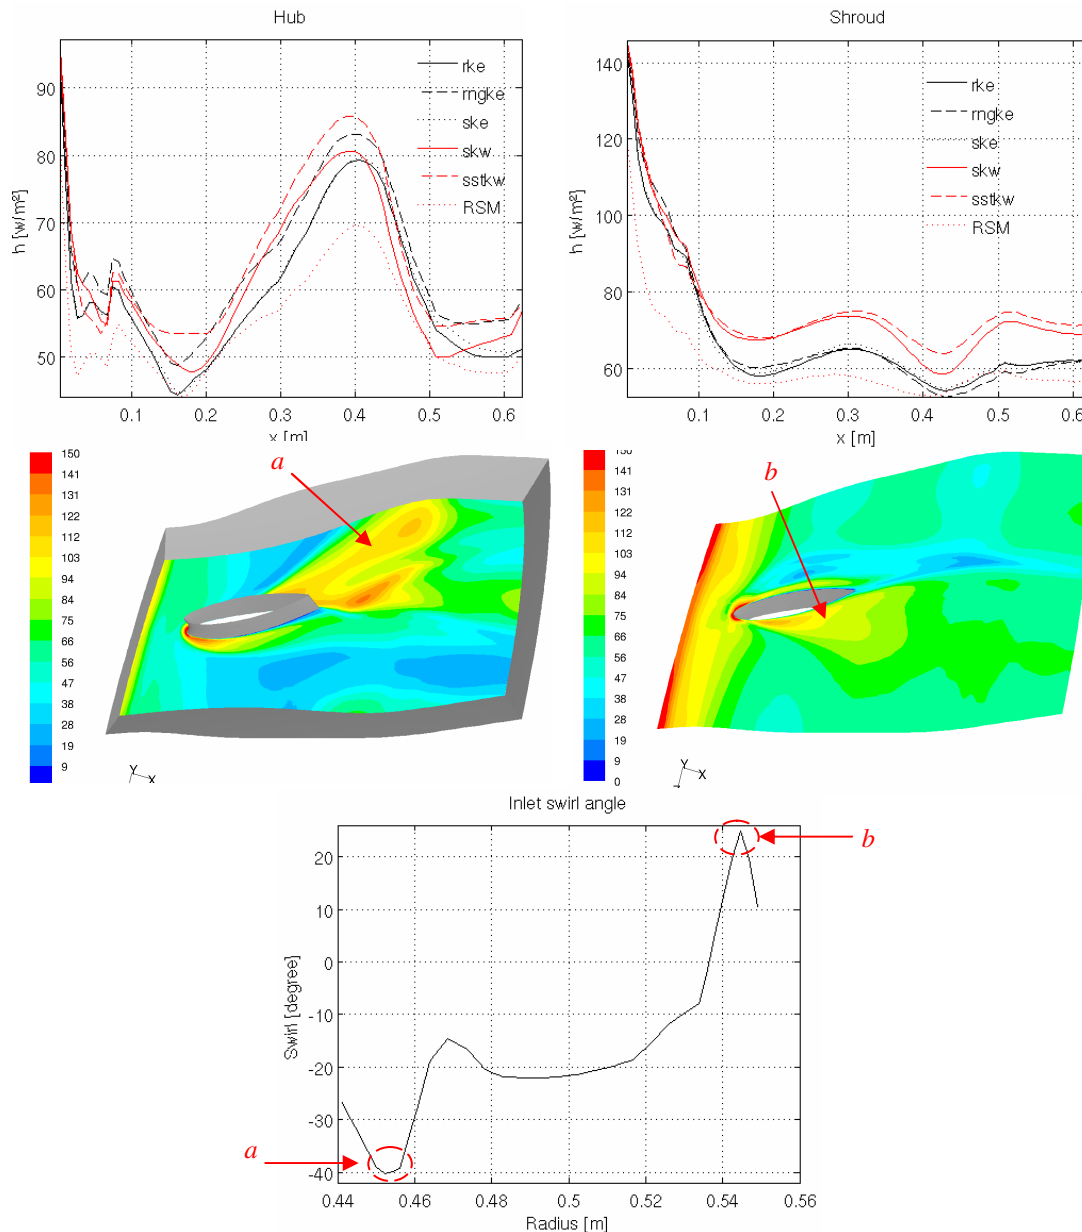 Hub
h [w/m²]
90
80
70
60
50
0.1 0.2 0.3 0.4 0.5 0.6
x [m]
rke
rngke
ske
skw
sstkw
RSM
Shroud
h [w/m²]
140
120
100
80
60
0.1 0.2 0.3 0.4 0.5 0.6
x [m]
rke
rngke
ske
skw
sstkw
RSM
150
141
131
122
112
103
94
84
75
66
56
47
38
28
19
9
a
Y
X
150
141
131
122
112
103
94
84
75
66
56
47
38
28
19
9
0
b
Y
X
Inlet swirl angle
Swirl [degree]
20
10
0
-10
-20
-30
-40
0.44 0.46 0.48 0.5 0.52 0.54 0.56
Radius [m]
b
a